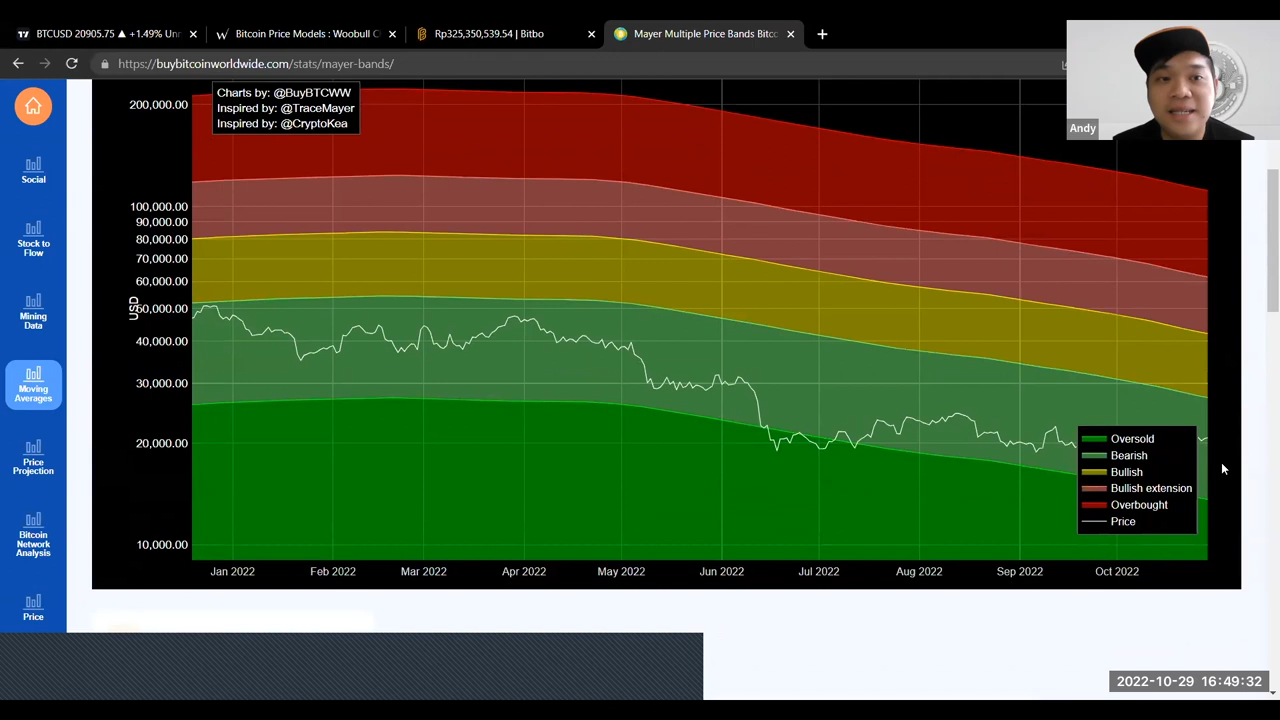 BTCUSD 20905.75 ▲ +1.49% Unr
Bitcoin Price Models : Woobull C
Rp325,350,539.54 | Bitbo
Mayer Multiple Price Bands Bitco
https://buybitcoinworldwide.com/stats/mayer-bands/
Andy
Social
Stock to
Flow
Mining
Data
Moving
Averages
Price
Projection
Bitcoin
Network
Analysis
Price
Charts by: @BuyBTCWW
Inspired by: @TraceMayer
Inspired by: @CryptoKea
USD
200,000.00
100,000.00
90,000.00
80,000.00
70,000.00
60,000.00
50,000.00
40,000.00
30,000.00
20,000.00
10,000.00
Oversold
Bearish
Bullish
Bullish extension
Overbought
Price
Jan 2022
Feb 2022
Mar 2022
Apr 2022
May 2022
Jun 2022
Jul 2022
Aug 2022
Sep 2022
Oct 2022
2022-10-29 16:49:32